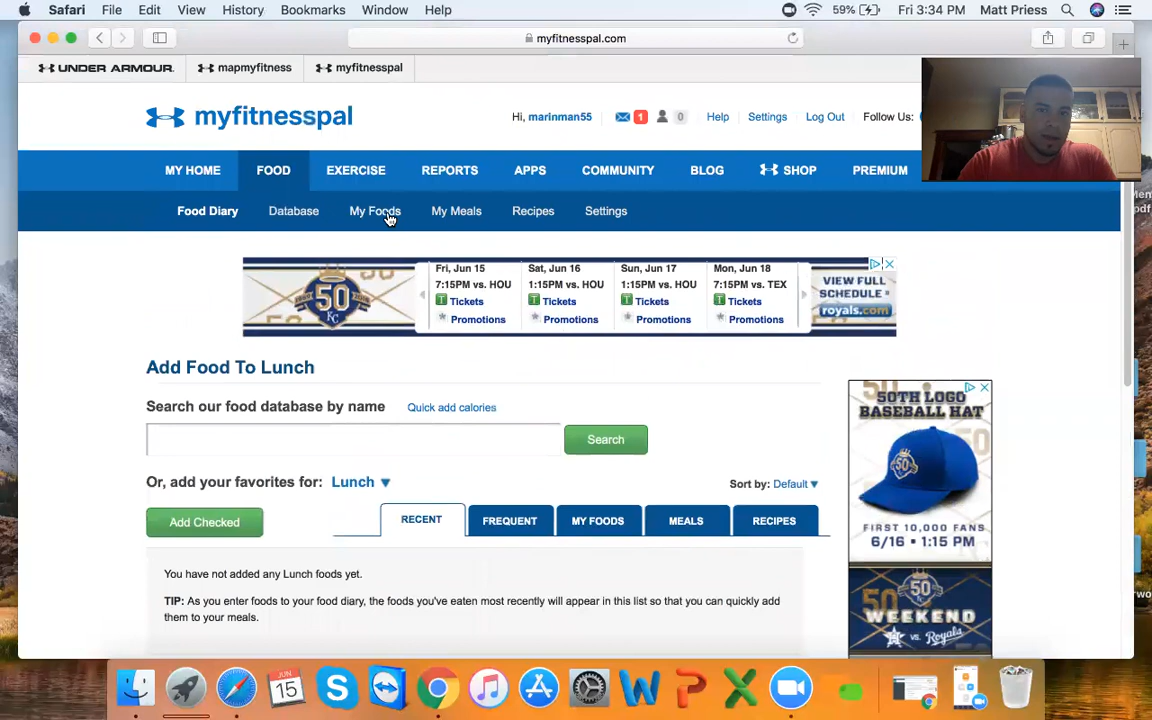 Safari File Edit View History Bookmarks Window Help 59% Fri 3:34 PM Matt Priess
myfitnesspal.com
UNDER ARMOUR. mapmyfitness myfitnesspal
myfitnesspal Hi, marinman55 1 0 Help Settings Log Out Follow Us:
MY HOME FOOD EXERCISE REPORTS APPS COMMUNITY BLOG SHOP PREMIUM
Food Diary Database My Foods My Meals Recipes Settings
50 KC
Fri, Jun 15 Sat, Jun 16 Sun, Jun 17 Mon, Jun 18
7:15PM vs. HOU 1:15PM vs. HOU 1:15PM vs. HOU 7:15PM vs. TEX
Tickets Tickets Tickets Tickets
Promotions Promotions Promotions Promotions
VIEW FULL
SCHEDULE »
royals.com
Add Food To Lunch
Search our food database by name Quick add calories
Search
Or, add your favorites for: Lunch ▼ Sort by: Default ▼
Add Checked
RECENT FREQUENT MY FOODS MEALS RECIPES
You have not added any Lunch foods yet.
TIP: As you enter foods to your food diary, the foods you've eaten most recently will appear in this list so that you can quickly add
them to your meals.
50TH LOGO
BASEBALL HAT
FIRST 10,000 FANS
6/16 • 1:15 PM
50
WEEKEND
vs. Royals
JUN
15